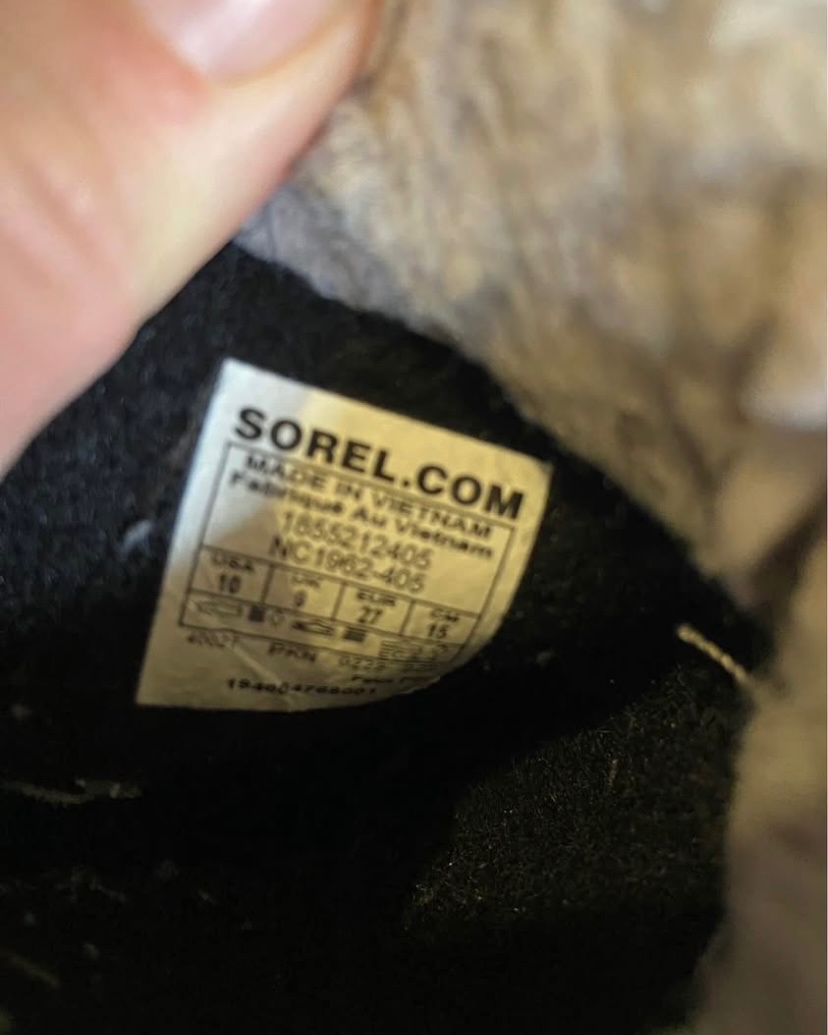 SOREL.COM
MADE IN VIETNAM
Fabriqué Au Vietnam
1855212405
NC1962-405
USA UK EUR CM
10 9 27 15